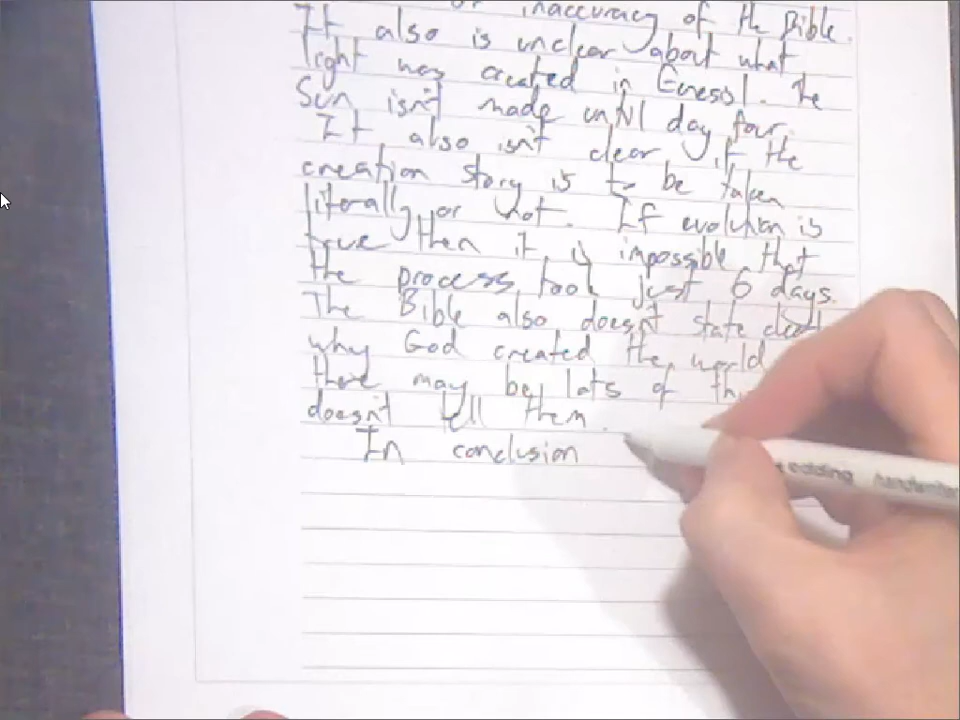 or inaccuracy of the Bible.
It also is unclear about what
light was created in Genesis 1. The
Sun isn't made until day four.
It also isn't clear if the
creation story is to be taken
literally or not. If evolution is
true then it is impossible that
the process took just 6 days.
The Bible also doesn't state
why God created the world
there may be lots of
doesn't tell them.
In conclusion